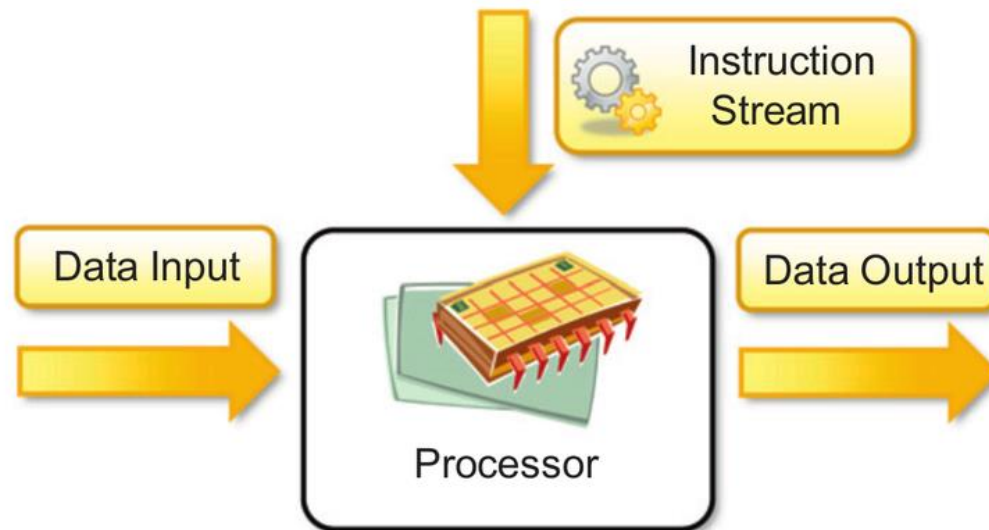 Instruction
Stream
Data Input
Data Output
Processor